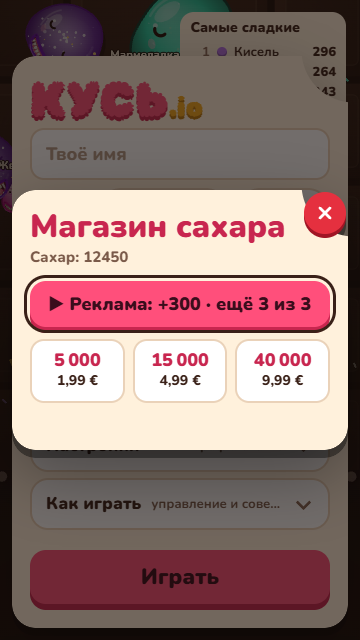 Самые сладкие
1 Кисель 296
264
Мармеладка
КУСЬ.io
Твоё имя
Магазин сахара
Сахар: 12450
▶ Реклама: +300 · ещё 3 из 3
5 000 15 000 40 000
1,99 € 4,99 € 9,99 €
Как играть управление и сове...
Играть